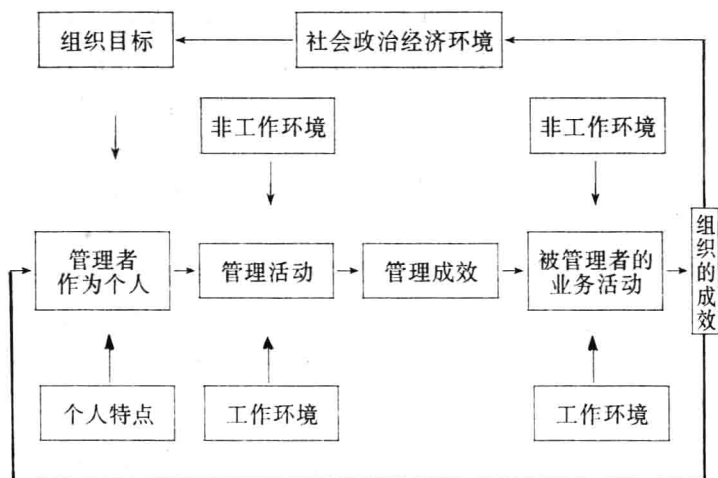 组织目标
社会政治经济环境
非工作环境
非工作环境
管理者
作为个人
管理活动
管理成效
被管理者的
业务活动
组织的成效
个人特点
工作环境
工作环境